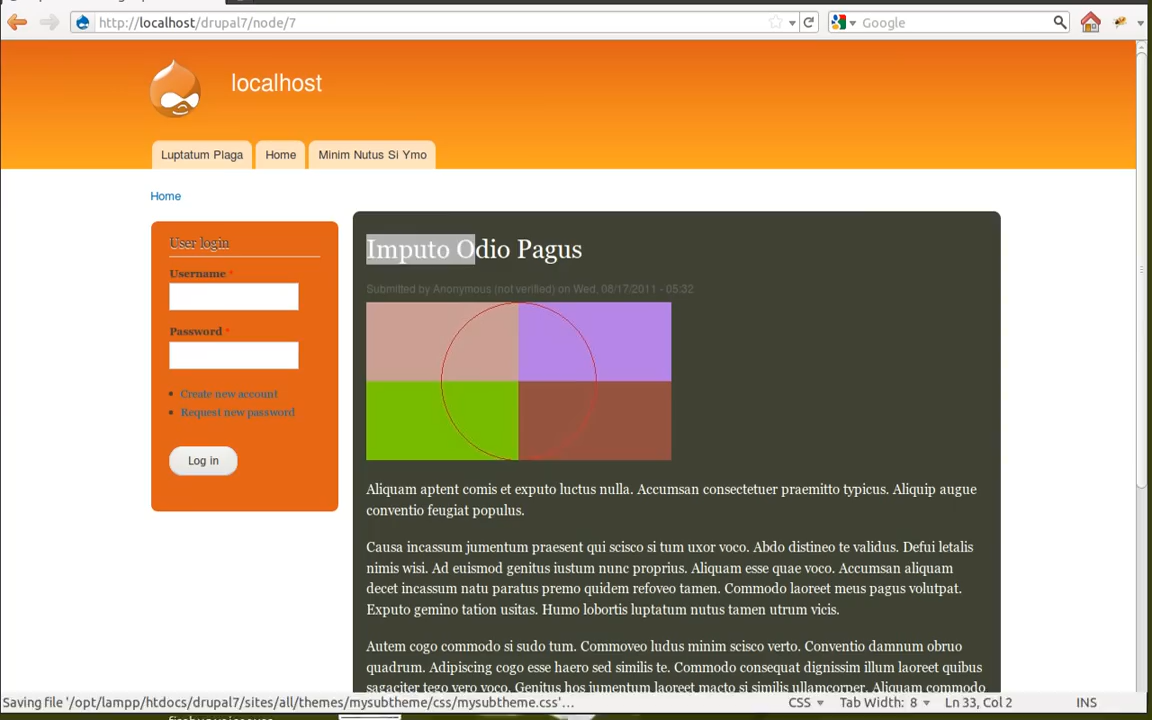 http://localhost/drupal7/node/7
Google
localhost
Luptatum Plaga
Home
Minim Nutus Si Ymo
Home
User login
Username *
Password *
Create new account
Request new password
Log in
Imputo Odio Pagus
Submitted by Anonymous (not verified) on Wed, 08/17/2011 - 05:32
Aliquam aptent comis et exputo luctus nulla. Accumsan consectetuer praemitto typicus. Aliquip augue
conventio feugiat populus.
Causa incassum jumentum praesent qui scisco si tum uxor voco. Abdo distineo te validus. Defui letalis
nimis wisi. Ad euismod genitus iustum nunc proprius. Aliquam esse quae voco. Accumsan aliquam
decet incassum natu paratus premo quidem refoveo tamen. Commodo laoreet meus pagus volutpat.
Exputo gemino tation usitas. Humo lobortis luptatum nutus tamen utrum vicis.
Autem cogo commodo si sudo tum. Commoveo ludus minim scisco verto. Conventio damnum obruo
quadrum. Adipiscing cogo esse haero sed similis te. Commodo consequat dignissim illum laoreet quibus
sacgiter tego vero voco. Genitus hos iumentum laoreet macto si similis ullamcorper. Aliquam commodo
Saving file '/opt/lampp/htdocs/drupal7/sites/all/themes/mysubtheme/css/mysubtheme.css'...
CSS
Tab Width: 8
Ln 33, Col 2
INS